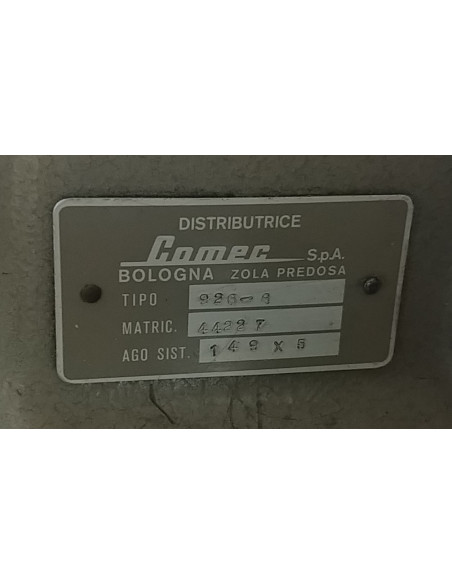 DISTRIBUTRICE
Comec S.p.A.
BOLOGNA ZOLA PREDOSA
TIPO
MATRIC. 44227
AGO SIST. 149 X 5